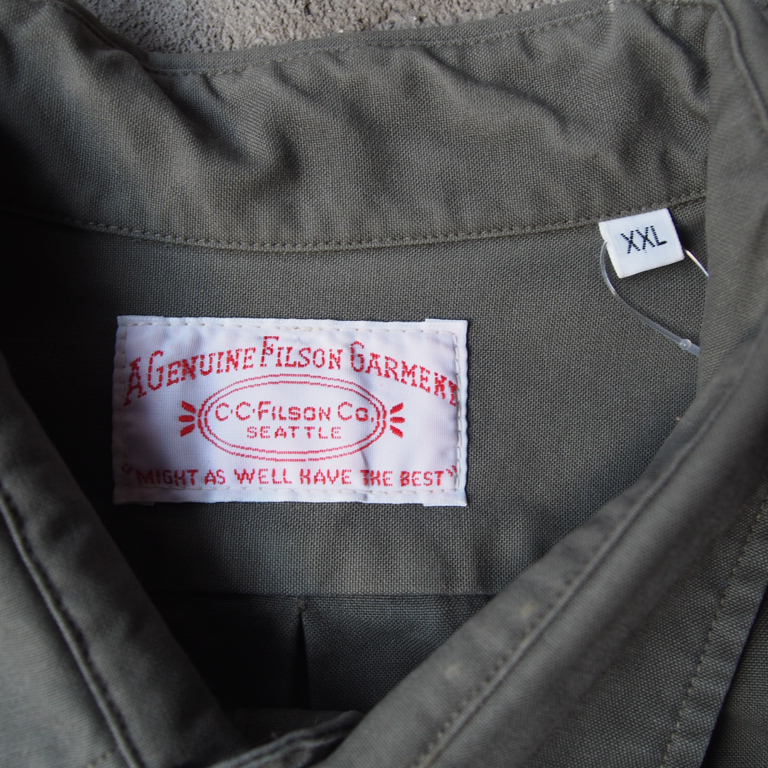 A GENUINE FILSON GARMENT
C·C·FILSON CO.
SEATTLE
"MIGHT AS WELL HAVE THE BEST"
XXL